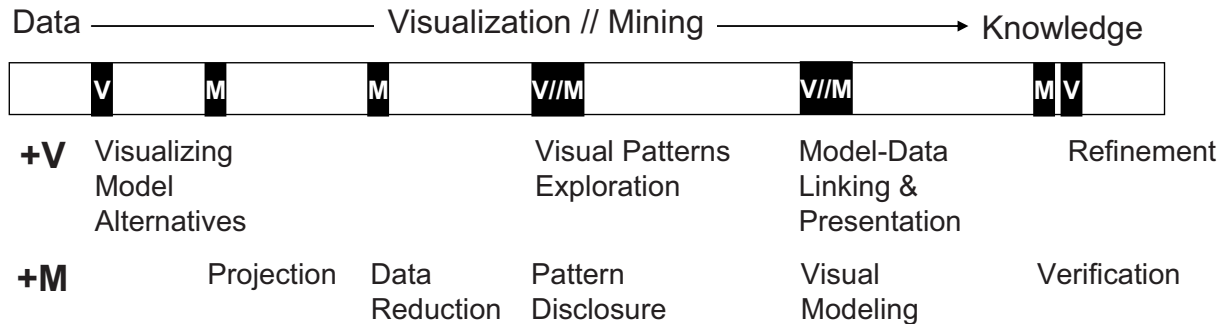 Data Visualization // Mining Knowledge
V M M V//M V//M M V
+V Visualizing Visual Patterns Model-Data Refinement
Model Exploration Linking &
Alternatives Presentation
+M Projection Data Pattern Visual Verification
Reduction Disclosure Modeling